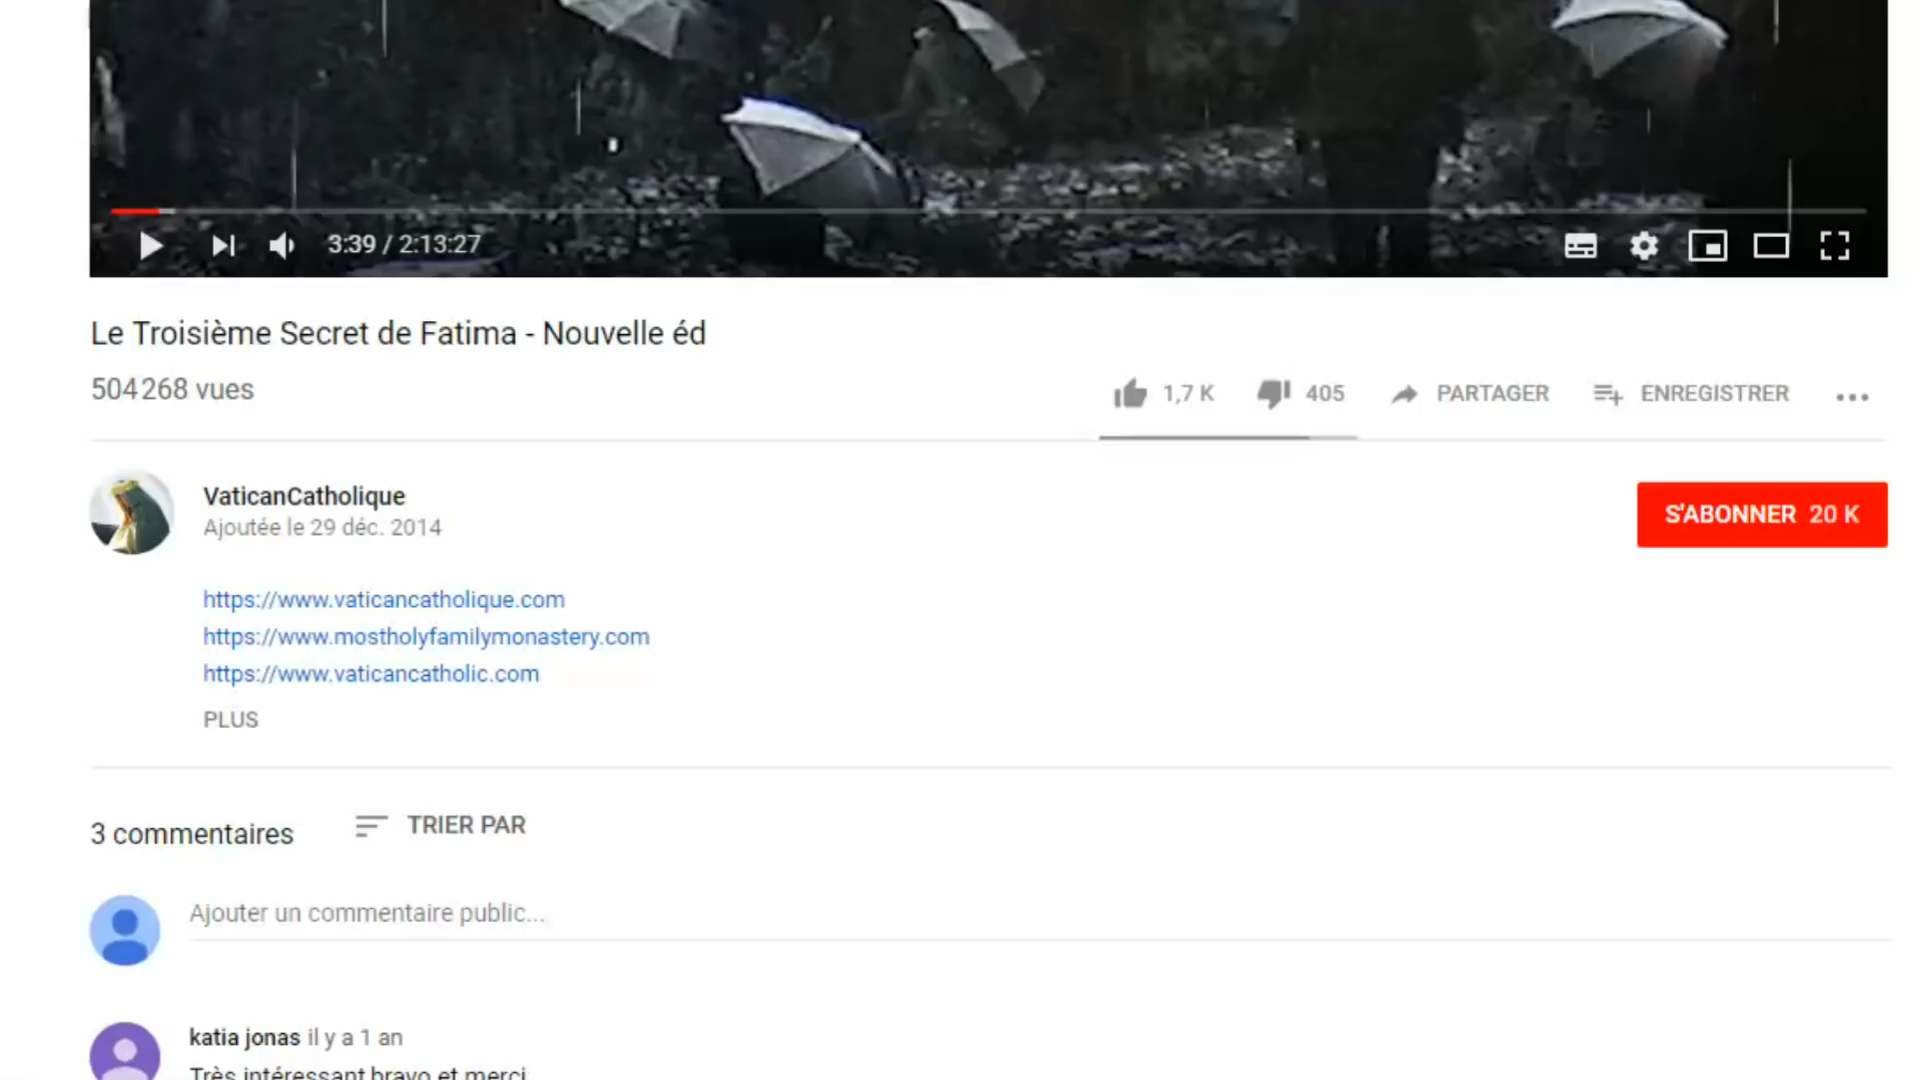 3:39 / 2:13:27
Le Troisième Secret de Fatima - Nouvelle éd
504 268 vues
1,7 K 405 PARTAGER ENREGISTRER
VaticanCatholique
Ajoutée le 29 déc. 2014
S'ABONNER 20 K
https://www.vaticancatholique.com
https://www.mostholyfamilymonastery.com
https://www.vaticancatholic.com
PLUS
3 commentaires TRIER PAR
Ajouter un commentaire public...
katia jonas il y a 1 an
Très intéressant bravo et merci